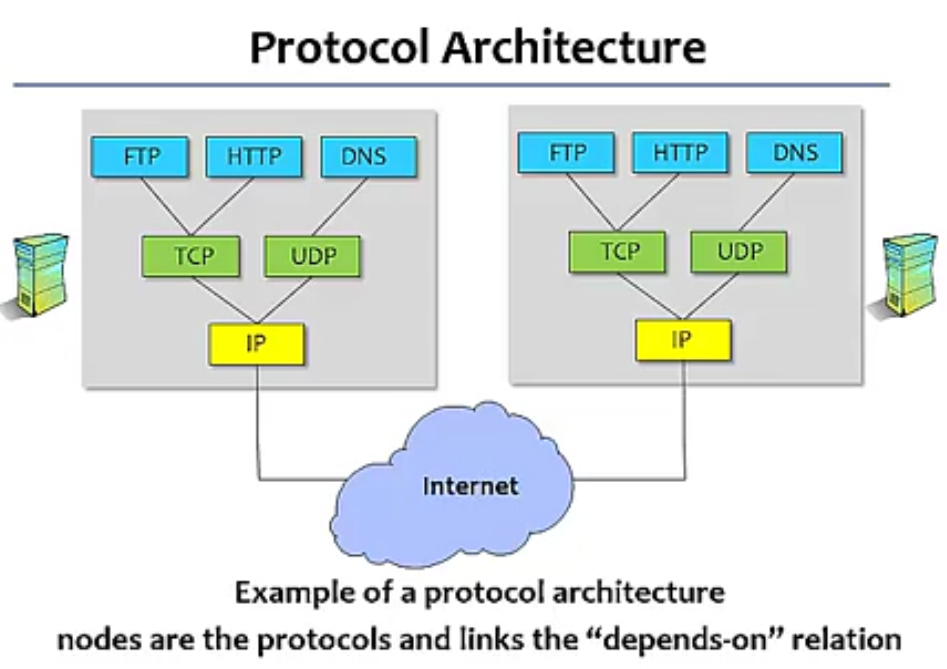 Protocol Architecture
FTP HTTP DNS
TCP UDP
IP
FTP HTTP DNS
TCP UDP
IP
Internet
Example of a protocol architecture
nodes are the protocols and links the “depends-on” relation